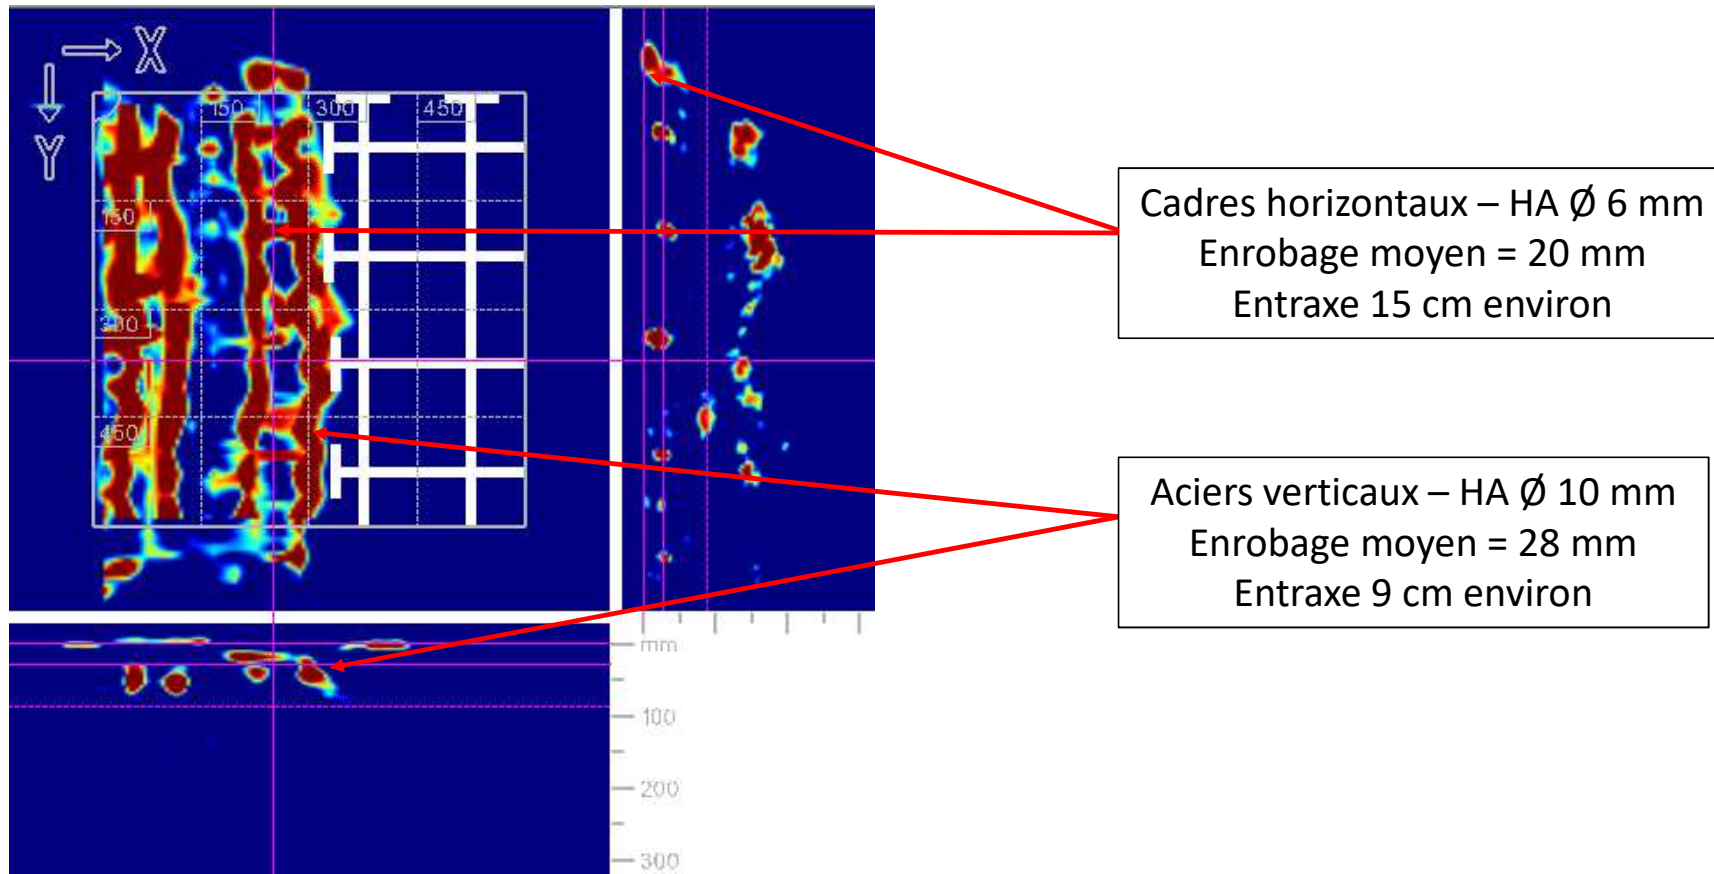 X
Y
150
300
450
150
300
450
Cadres horizontaux – HA Ø 6 mm
Enrobage moyen = 20 mm
Entraxe 15 cm environ
Aciers verticaux – HA Ø 10 mm
Enrobage moyen = 28 mm
Entraxe 9 cm environ
mm
100
200
300